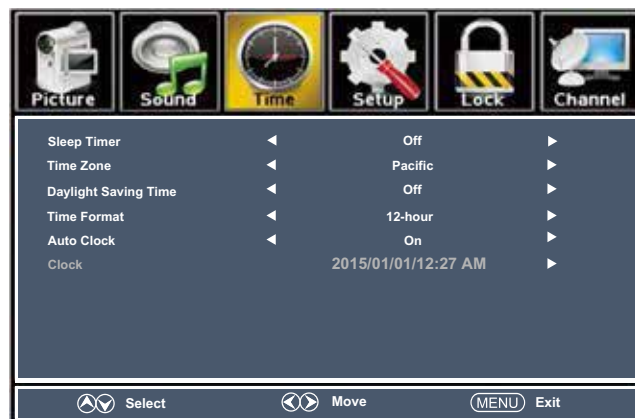 Picture Sound Time Setup Lock Channel
Sleep Timer Off
Time Zone Pacific
Daylight Saving Time Off
Time Format 12-hour
Auto Clock On
Clock 2015/01/01/12:27 AM
Select Move MENU Exit